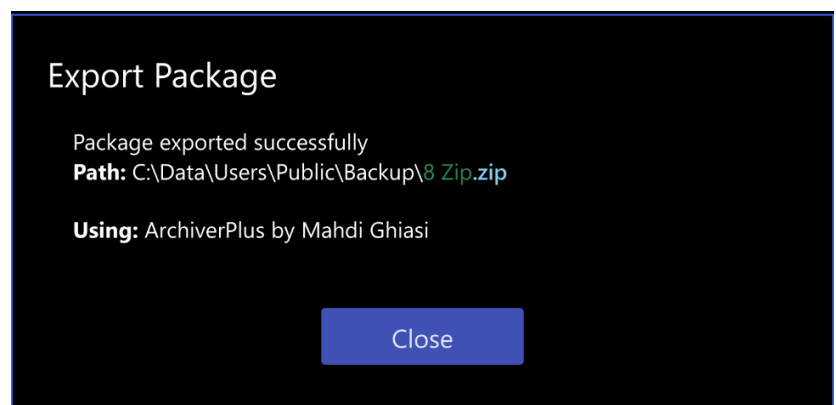 Export Package
Package exported successfully
Path: C:\Data\Users\Public\Backup\8 Zip.zip
Using: ArchiverPlus by Mahdi Ghiasi
Close